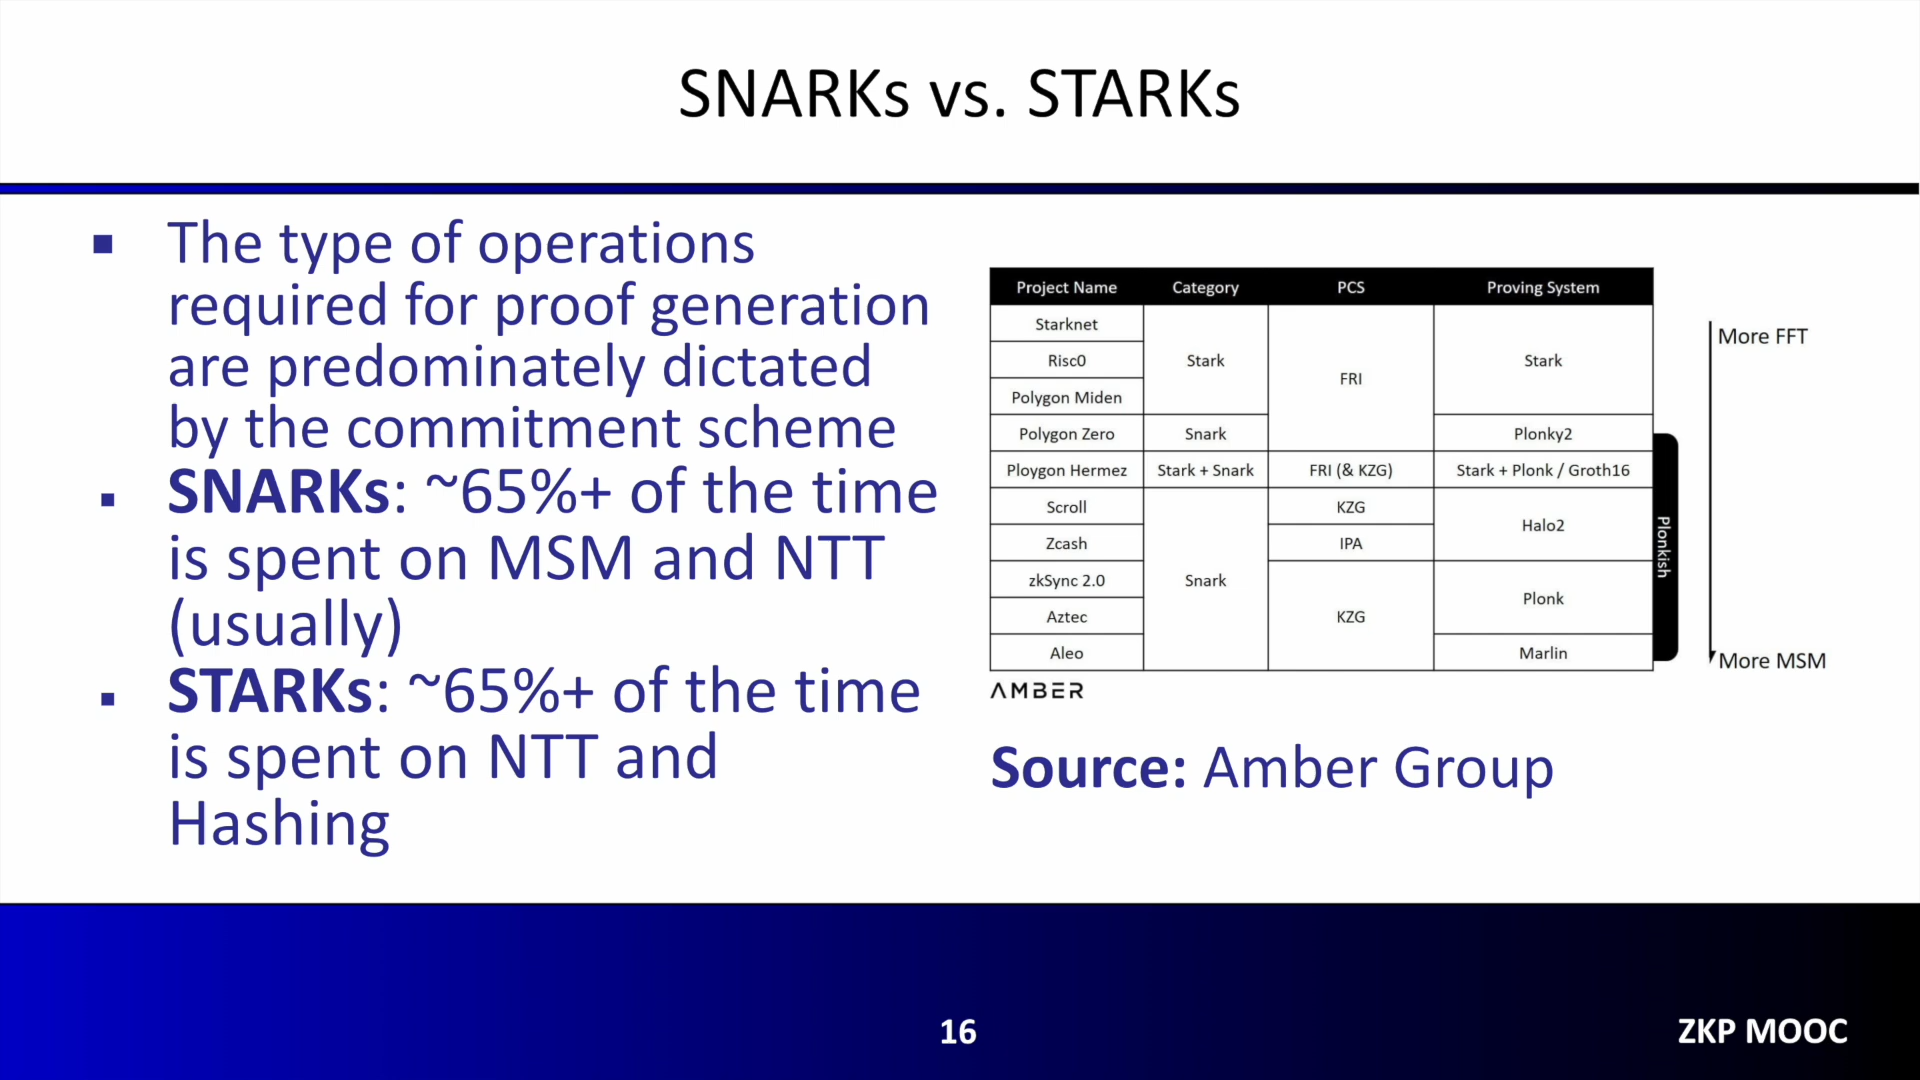 SNARKs vs. STARKs
▪ The type of operations
required for proof generation
are predominately dictated
by the commitment scheme
▪ SNARKs: ~65%+ of the time
is spent on MSM and NTT
(usually)
▪ STARKs: ~65%+ of the time
is spent on NTT and
Hashing
Project Name Category PCS Proving System
Starknet
Risc0 Stark Stark
FRI
Polygon Miden
Polygon Zero Snark Plonky2
Ploygon Hermez Stark + Snark FRI (& KZG) Stark + Plonk / Groth16
Scroll KZG
Halo2
Zcash IPA
zkSync 2.0 Snark
Plonk
Aztec KZG
Aleo Marlin
Plonkish
More FFT
More MSM
AMBER
Source: Amber Group
16
ZKP MOOC